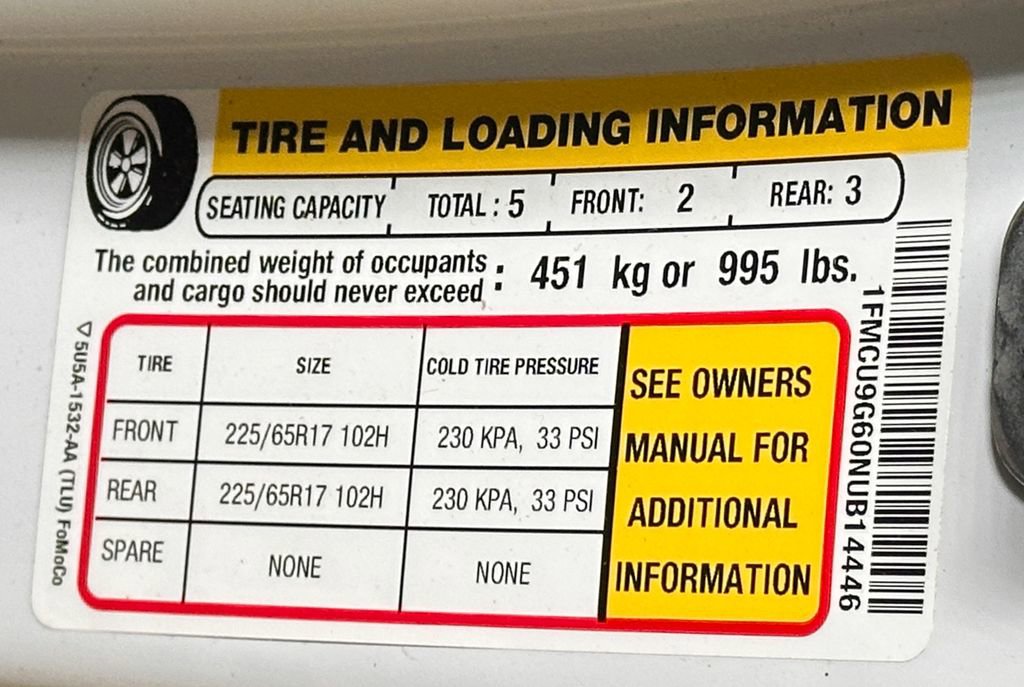 TIRE AND LOADING INFORMATION
SEATING CAPACITY TOTAL : 5 FRONT: 2 REAR: 3
The combined weight of occupants
and cargo should never exceed : 451 kg or 995 lbs.
TIRE SIZE COLD TIRE PRESSURE
FRONT 225/65R17 102H 230 KPA, 33 PSI
REAR 225/65R17 102H 230 KPA, 33 PSI
SPARE NONE NONE
SEE OWNERS
MANUAL FOR
ADDITIONAL
INFORMATION
5U5A-1532-AA (TLU) FoMoCo
1FMCU9G60NUB14446